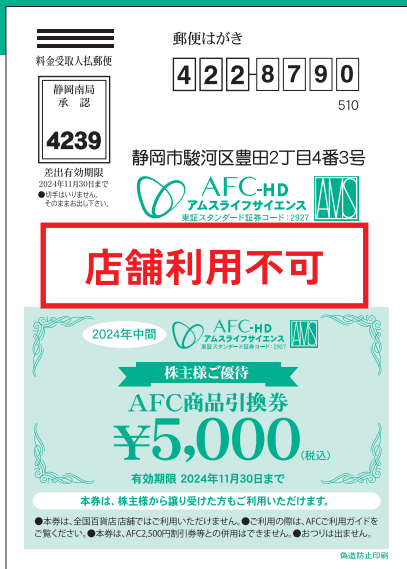 郵便はがき
料金受取人払郵便
422-8790
510
静岡南局
承認
4239
差出有効期限
2024年11月30日まで
●切手はいりません。
そのままお出し下さい。
静岡市駿河区豊田2丁目4番3号
AFC-HD
アムスライフサイエンス
東証スタンダード証券コード:2927
AMS
店舗利用不可
2024年中間
AFC-HD
アムスライフサイエンス
東証スタンダード証券コード:2927
AMS
株主様ご優待
AFC商品引換券
¥5,000(税込)
有効期限 2024年11月30日まで
本券は、株主様から譲り受けた方もご利用いただけます。
●本券は、全国百貨店店舗ではご利用いただけません。●ご利用の際は、AFCご利用ガイドを
ご覧ください。●本券は、AFC2,500円割引券等との併用はできません。●おつりは出ません。
偽造防止印刷